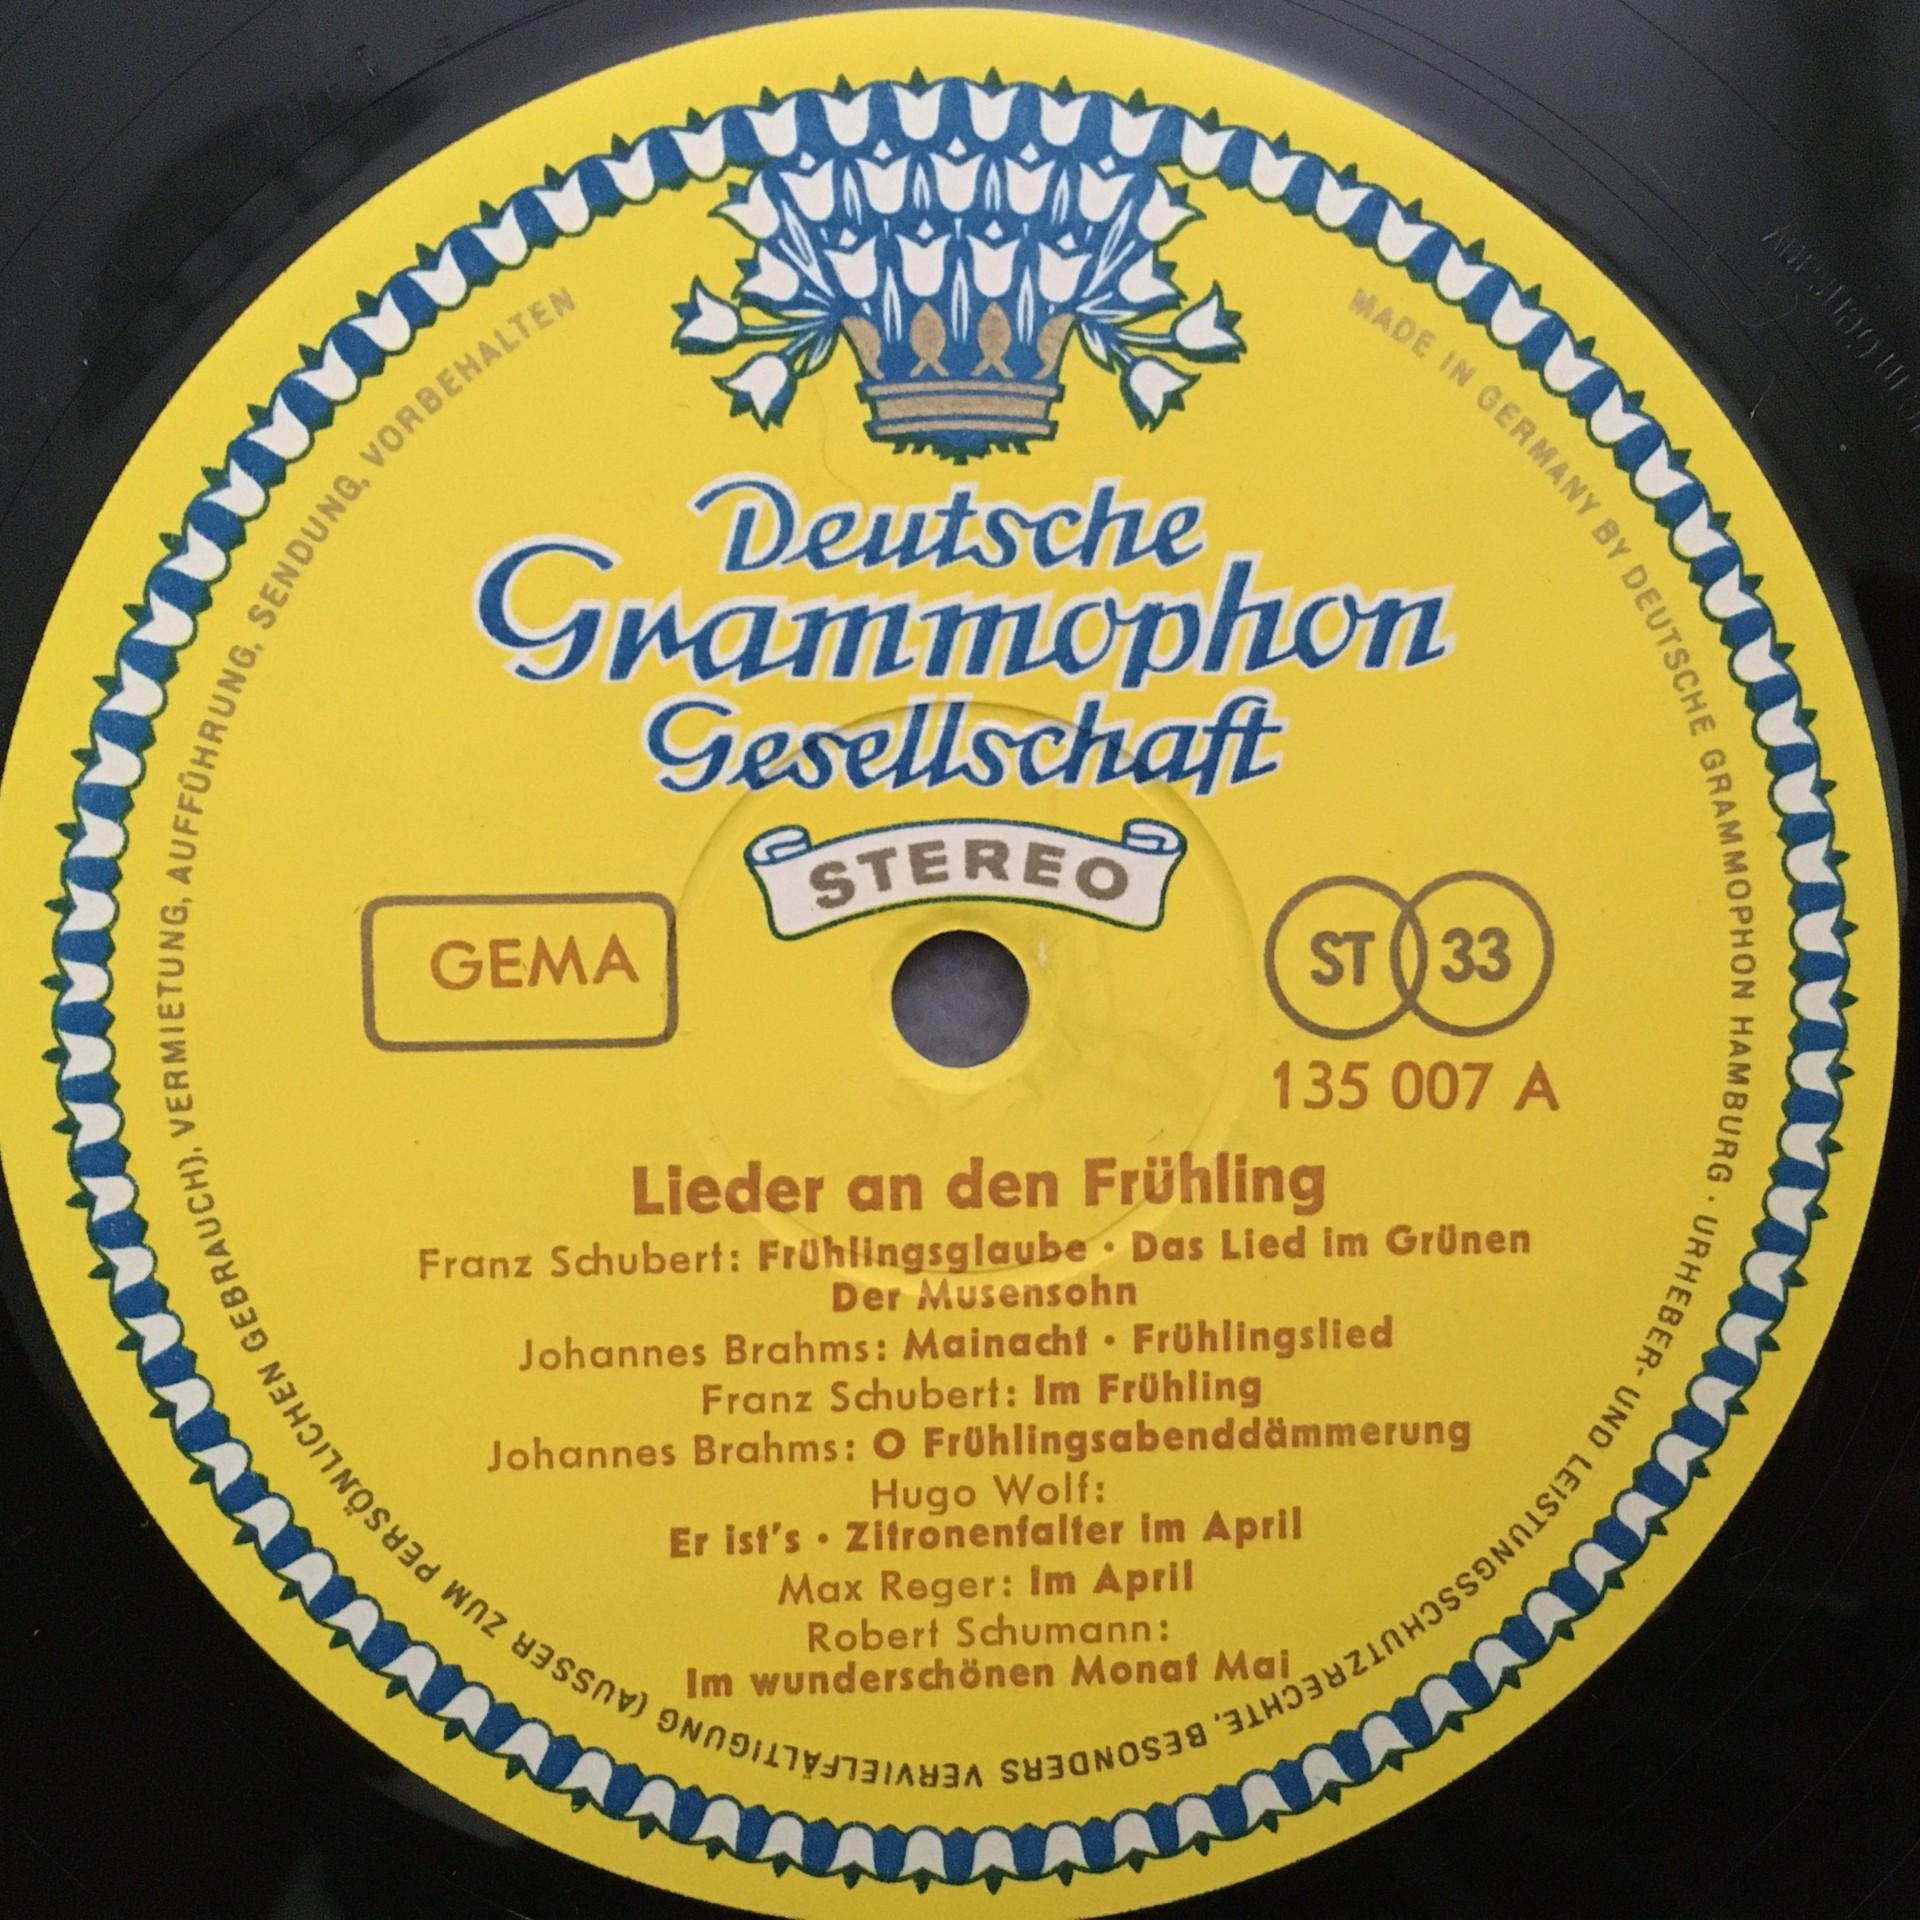 Deutsche
Grammophon
Gesellschaft
STEREO
GEMA
ST 33
135 007 A
Lieder an den Frühling
Franz Schubert: Frühlingsglaube · Das Lied im Grünen
Der Musensohn
Johannes Brahms: Mainacht · Frühlingslied
Franz Schubert: Im Frühling
Johannes Brahms: O Frühlingsabenddämmerung
Hugo Wolf:
Er ist's · Zitronenfalter im April
Max Reger: Im April
Robert Schumann:
Im wunderschönen Monat Mai
MADE IN GERMANY BY DEUTSCHE GRAMMOPHON HAMBURG · URHEBER- UND LEISTUNGSSCHUTZRECHTE, BESONDERS VERVIELFÄLTIGUNG (AUSSER ZUM PERSÖNLICHEN GEBRAUCH), VERMIETUNG, AUFFÜHRUNG, SENDUNG, VORBEHALTEN